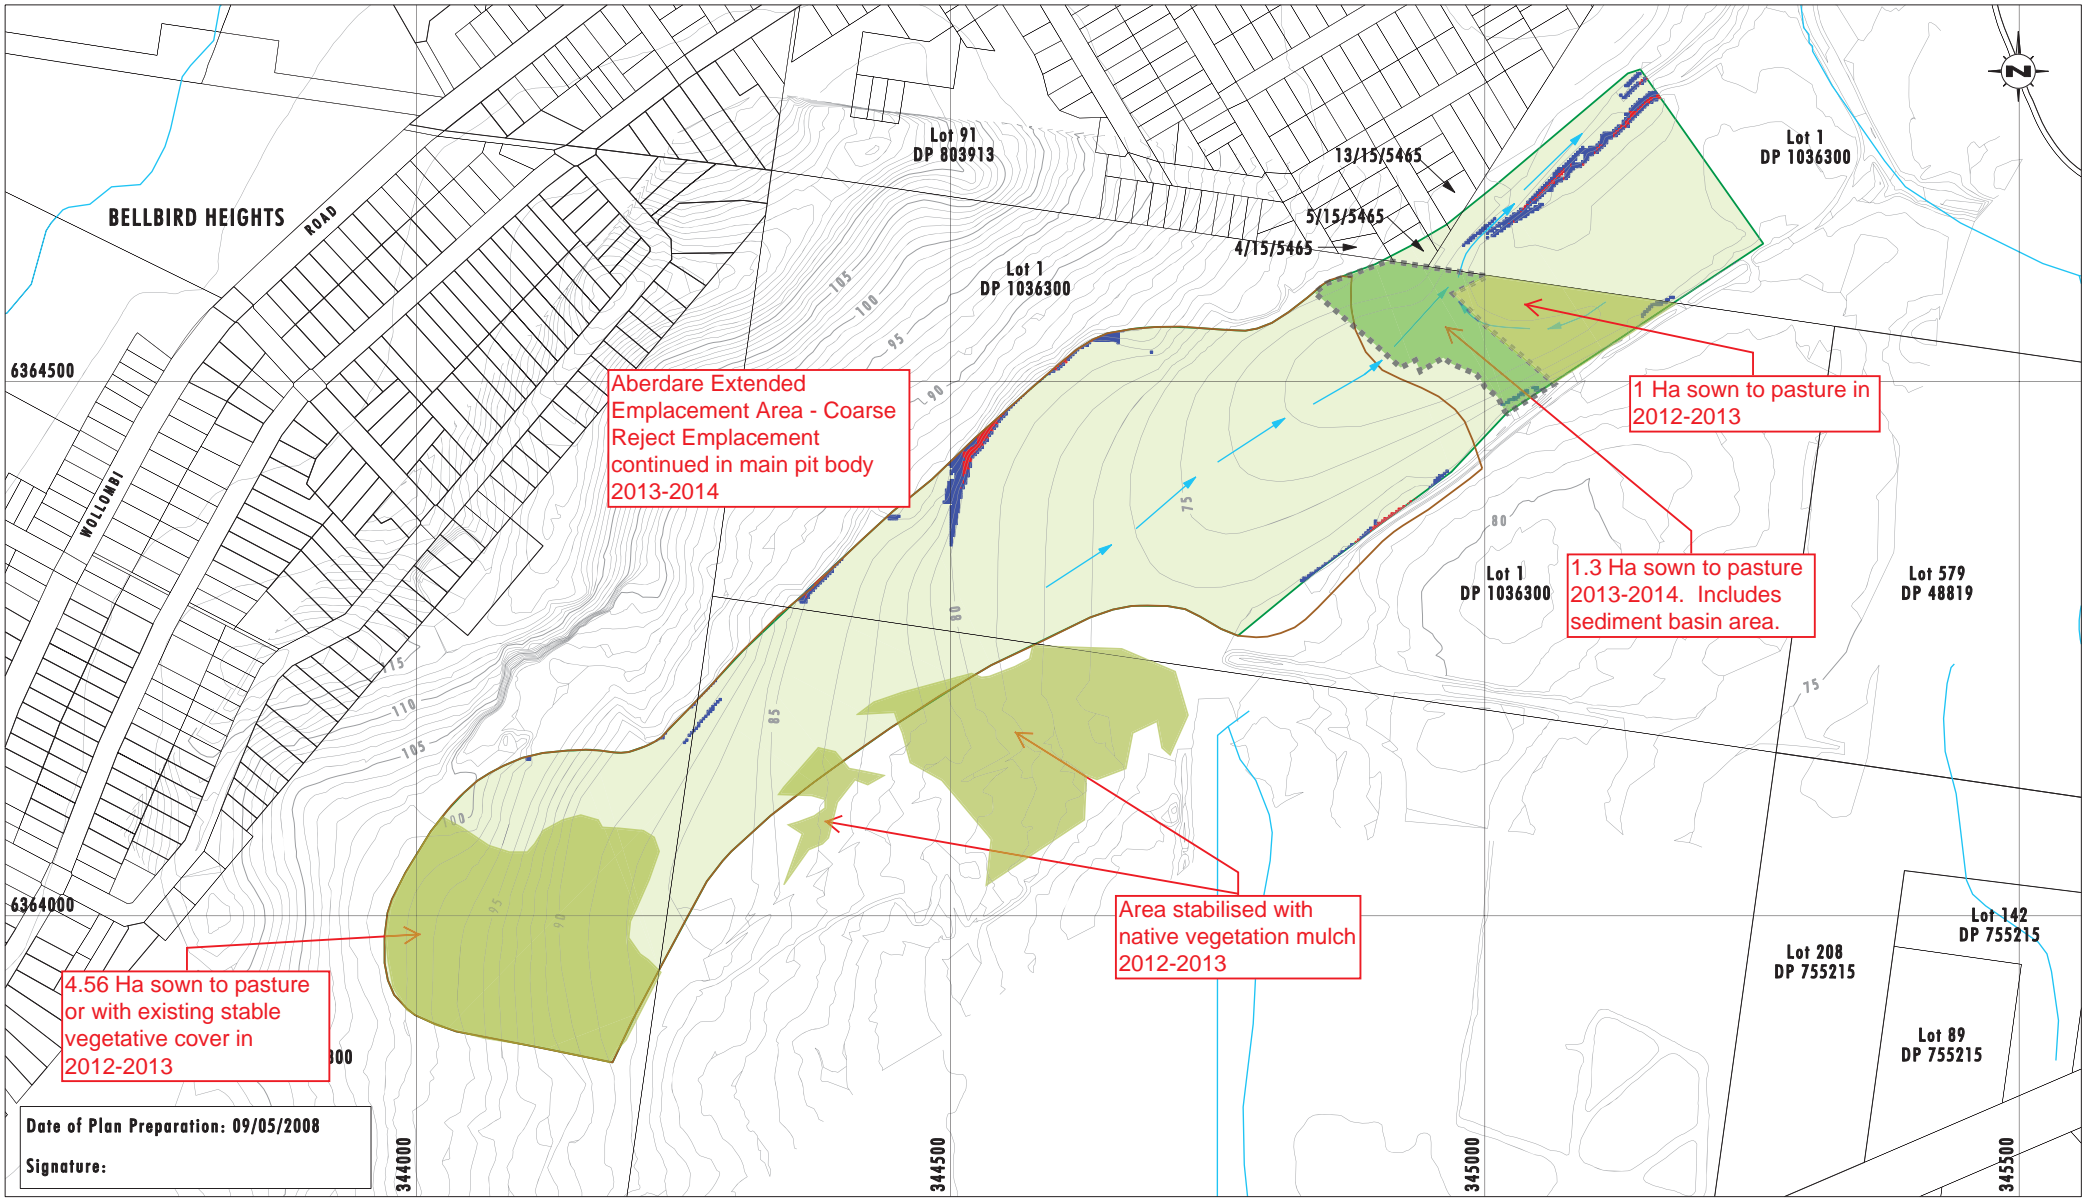 N
Lot 91
DP 803913
13/15/5465
Lot 1
DP 1036300
BELLBIRD HEIGHTS
ROAD
5/15/5465
4/15/5465
Lot 1
DP 1036300
105
100
95
90
6364500
Aberdare Extended
Emplacement Area - Coarse
Reject Emplacement
continued in main pit body
2013-2014
1 Ha sown to pasture in
2012-2013
WOLLOMBI
75
80
1.3 Ha sown to pasture
2013-2014. Includes
sediment basin area.
Lot 1
DP 1036300
Lot 579
DP 48819
80
115
110
105
85
75
100
95
90
6364000
Area stabilised with
native vegetation mulch
2012-2013
Lot 142
DP 755215
Lot 208
DP 755215
Lot 89
DP 755215
4.56 Ha sown to pasture
or with existing stable
vegetative cover in
2012-2013
300
Date of Plan Preparation: 09/05/2008
Signature:
344000
344500
345000
345500